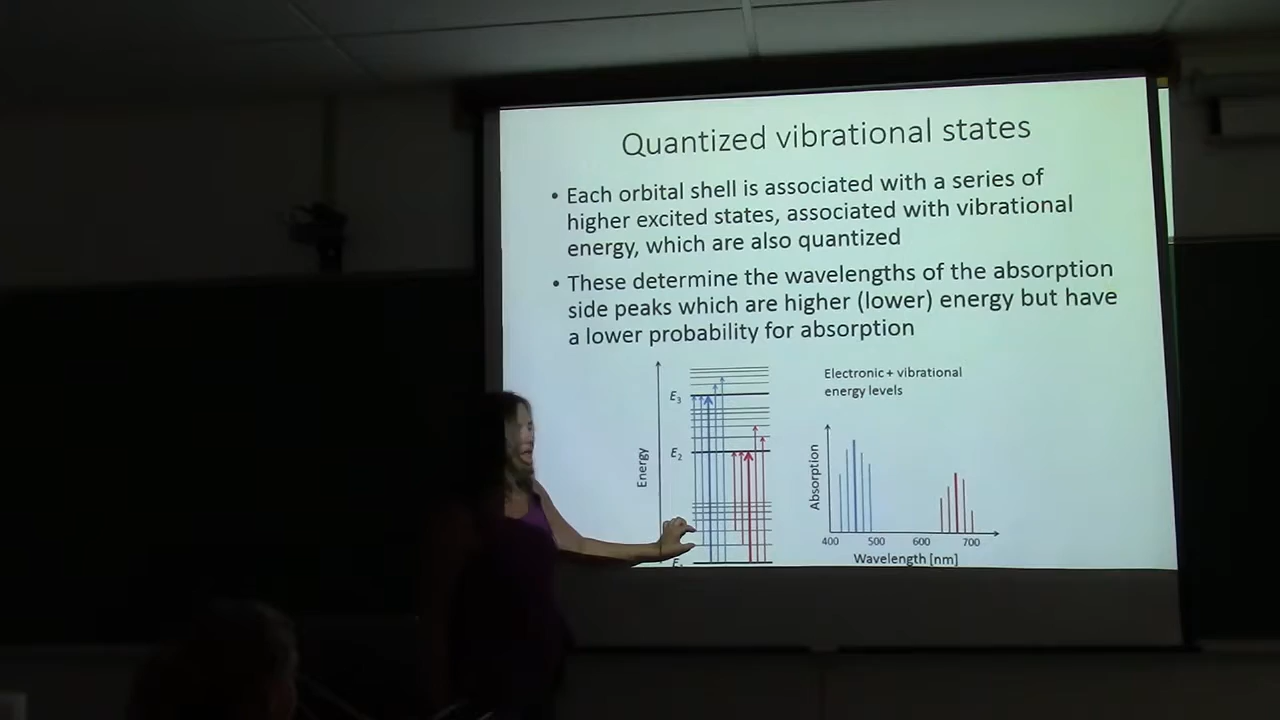 Quantized vibrational states
• Each orbital shell is associated with a series of
higher excited states, associated with vibrational
energy, which are also quantized
• These determine the wavelengths of the absorption
side peaks which are higher (lower) energy but have
a lower probability for absorption
Electronic + vibrational
energy levels
E3
E2
Energy
Absorption
400 500 600 700
Wavelength [nm]